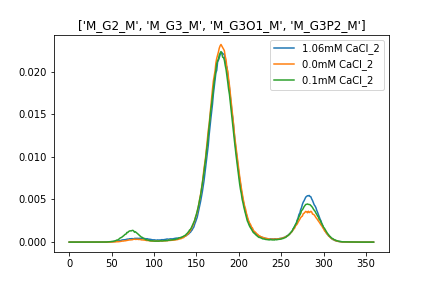 ['M_G2_M', 'M_G3_M', 'M_G3O1_M', 'M_G3P2_M']
1.06mM CaCl_2
0.0mM CaCl_2
0.1mM CaCl_2
0.020
0.015
0.010
0.005
0.000
0 50 100 150 200 250 300 350